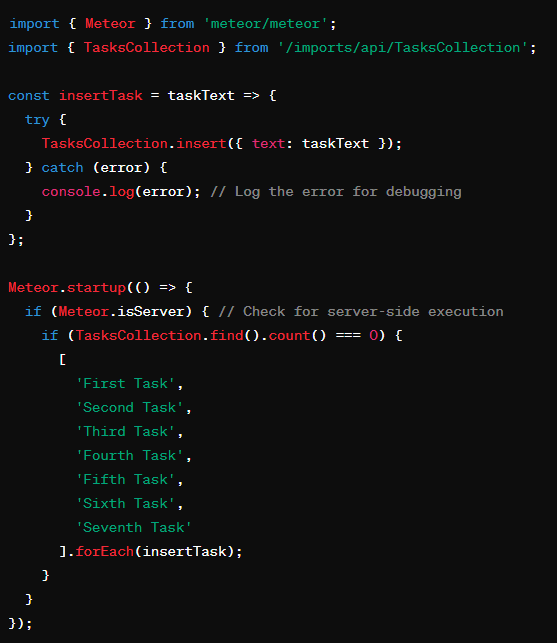 import { Meteor } from 'meteor/meteor';
import { TasksCollection } from '/imports/api/TasksCollection';

const insertTask = taskText => {
  try {
    TasksCollection.insert({ text: taskText });
  } catch (error) {
    console.log(error); // Log the error for debugging
  }
};

Meteor.startup(() => {
  if (Meteor.isServer) { // Check for server-side execution
    if (TasksCollection.find().count() === 0) {
      [
        'First Task',
        'Second Task',
        'Third Task',
        'Fourth Task',
        'Fifth Task',
        'Sixth Task',
        'Seventh Task'
      ].forEach(insertTask);
    }
  }
});